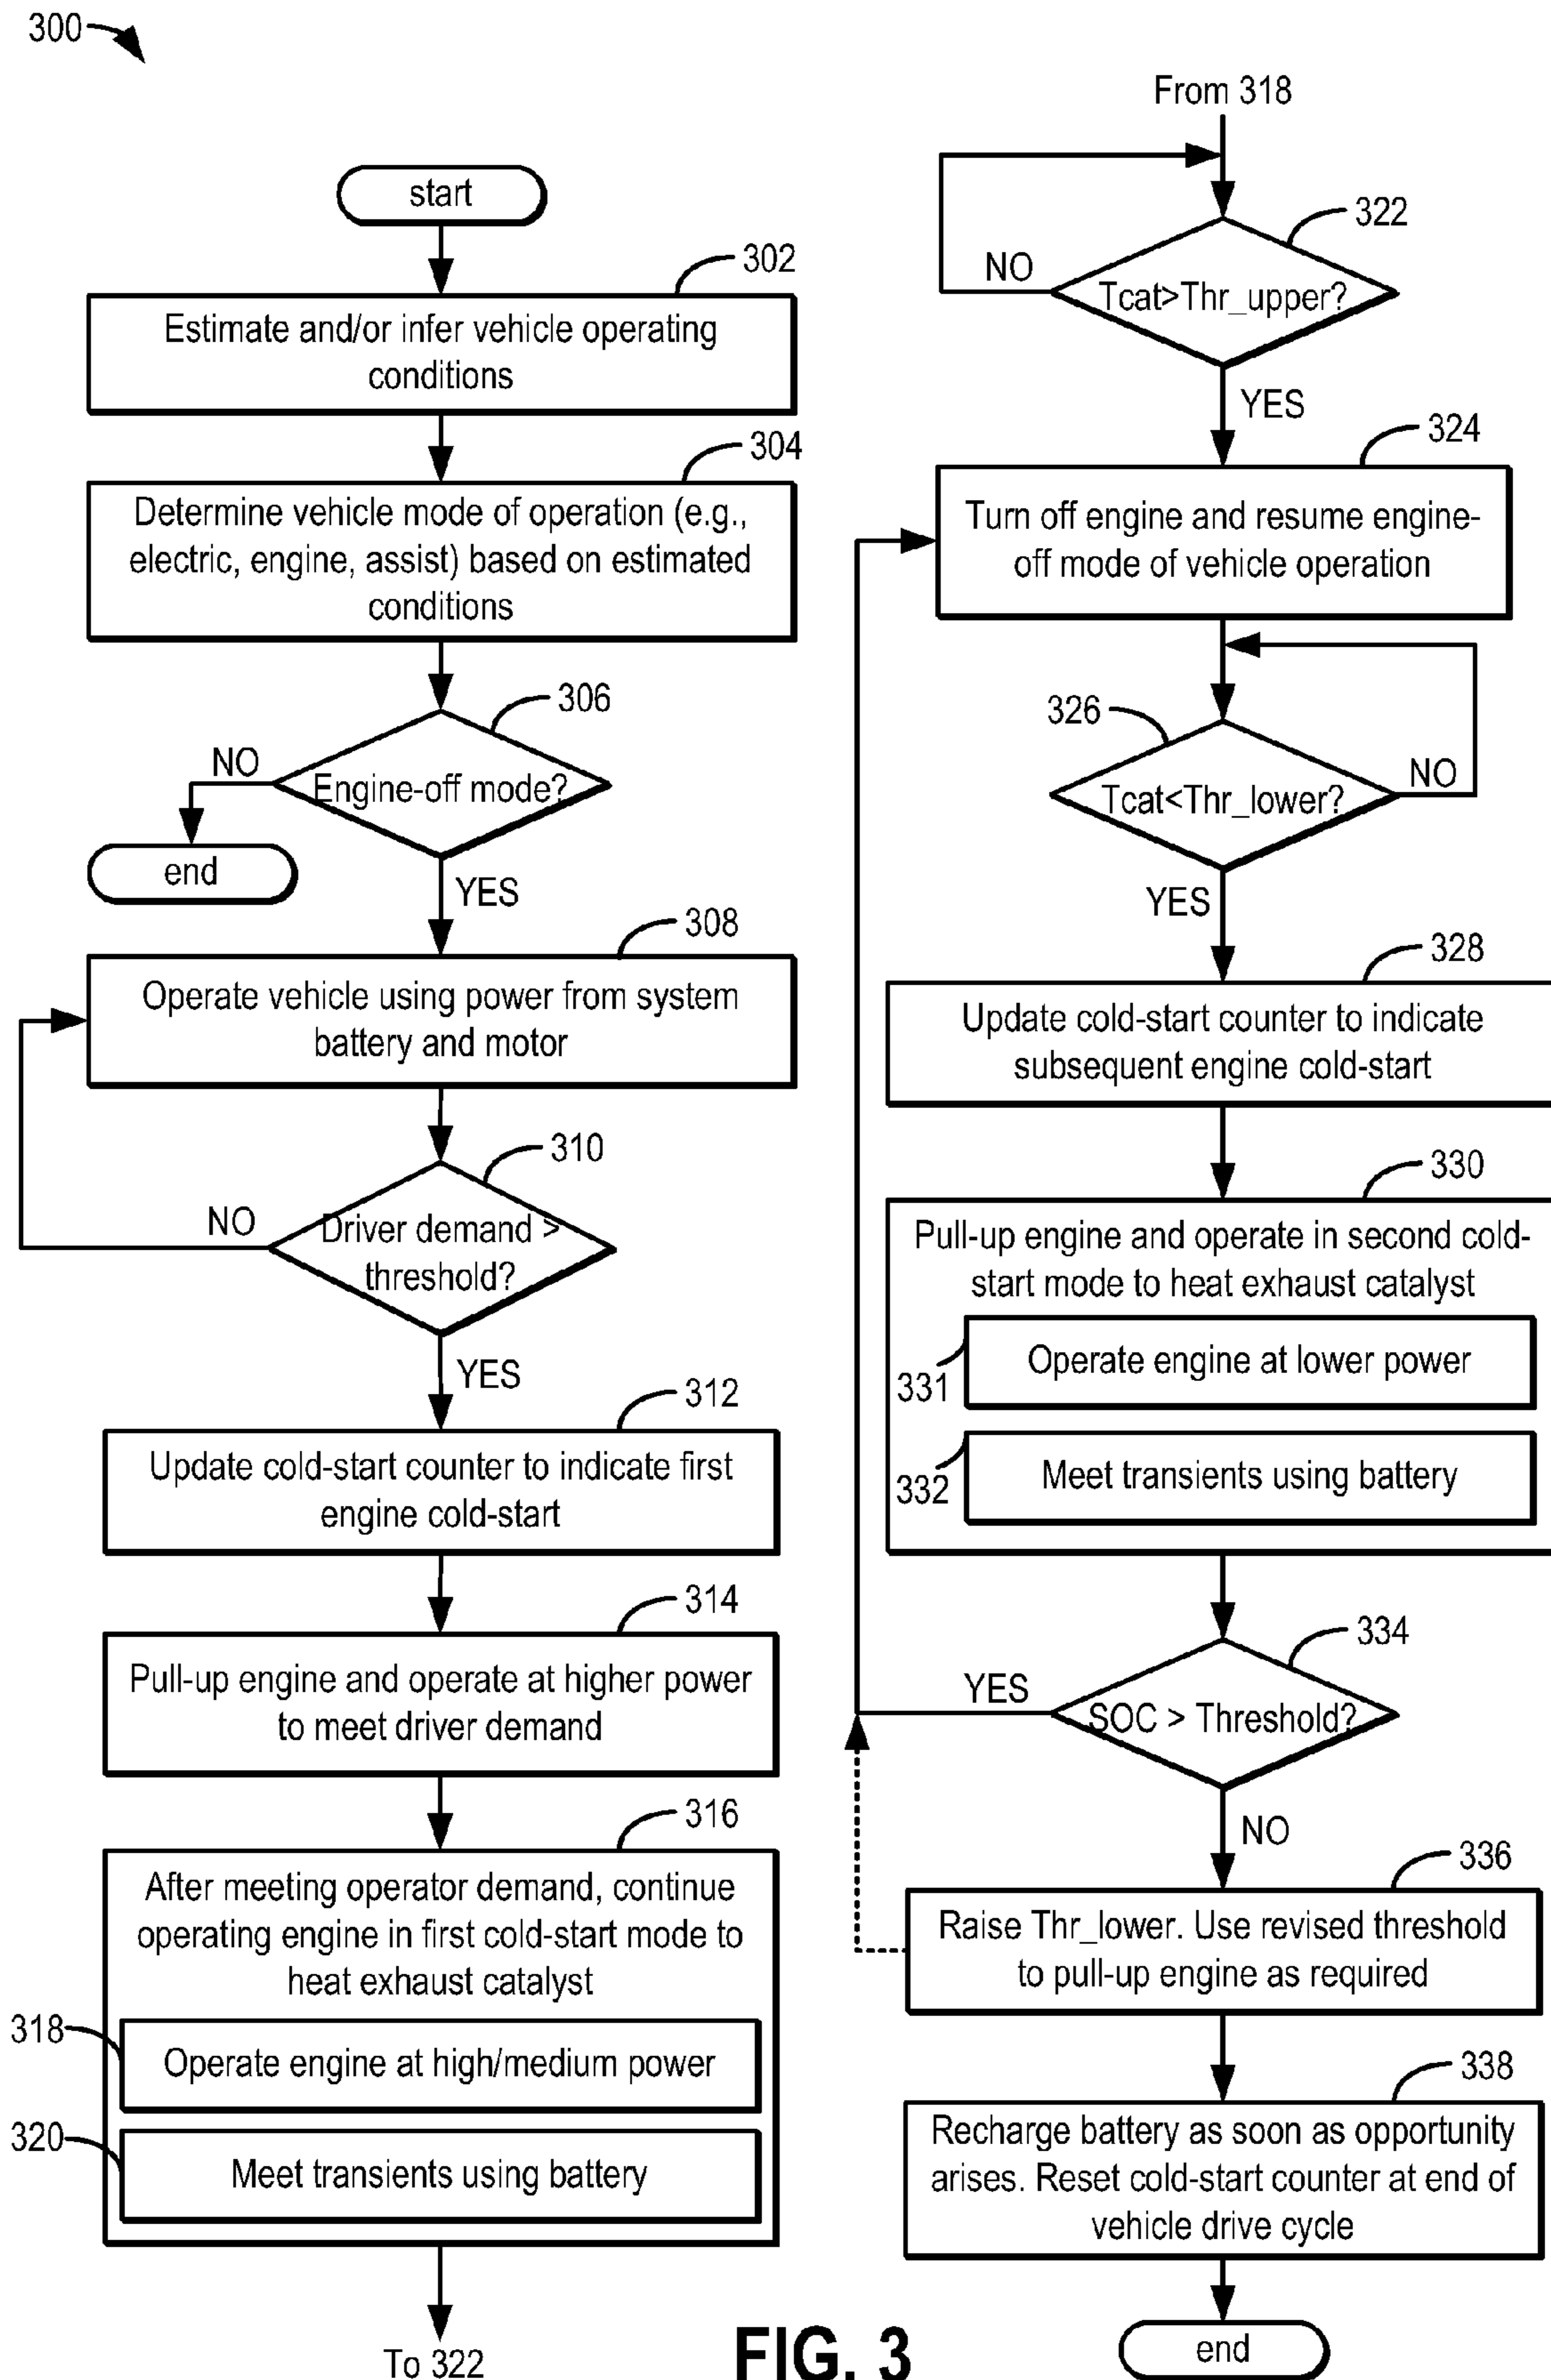 300
start
302
Estimate and/or infer vehicle operating
conditions
304
Determine vehicle mode of operation (e.g.,
electric, engine, assist) based on estimated
conditions
306
NO
Engine-off mode?
end
YES
308
Operate vehicle using power from system
battery and motor
310
NO
Driver demand >
threshold?
YES
312
Update cold-start counter to indicate first
engine cold-start
314
Pull-up engine and operate at higher power
to meet driver demand
316
After meeting operator demand, continue
operating engine in first cold-start mode to
heat exhaust catalyst
318
Operate engine at high/medium power
320
Meet transients using battery
To 322
From 318
322
NO
Tcat>Thr_upper?
YES
324
Turn off engine and resume engine-
off mode of vehicle operation
326
NO
Tcat<Thr_lower?
YES
328
Update cold-start counter to indicate
subsequent engine cold-start
330
Pull-up engine and operate in second cold-
start mode to heat exhaust catalyst
Operate engine at lower power
331
Meet transients using battery
332
334
YES
SOC > Threshold?
NO
336
Raise Thr_lower. Use revised threshold
to pull-up engine as required
338
Recharge battery as soon as opportunity
arises. Reset cold-start counter at end of
vehicle drive cycle
end
FIG. 3